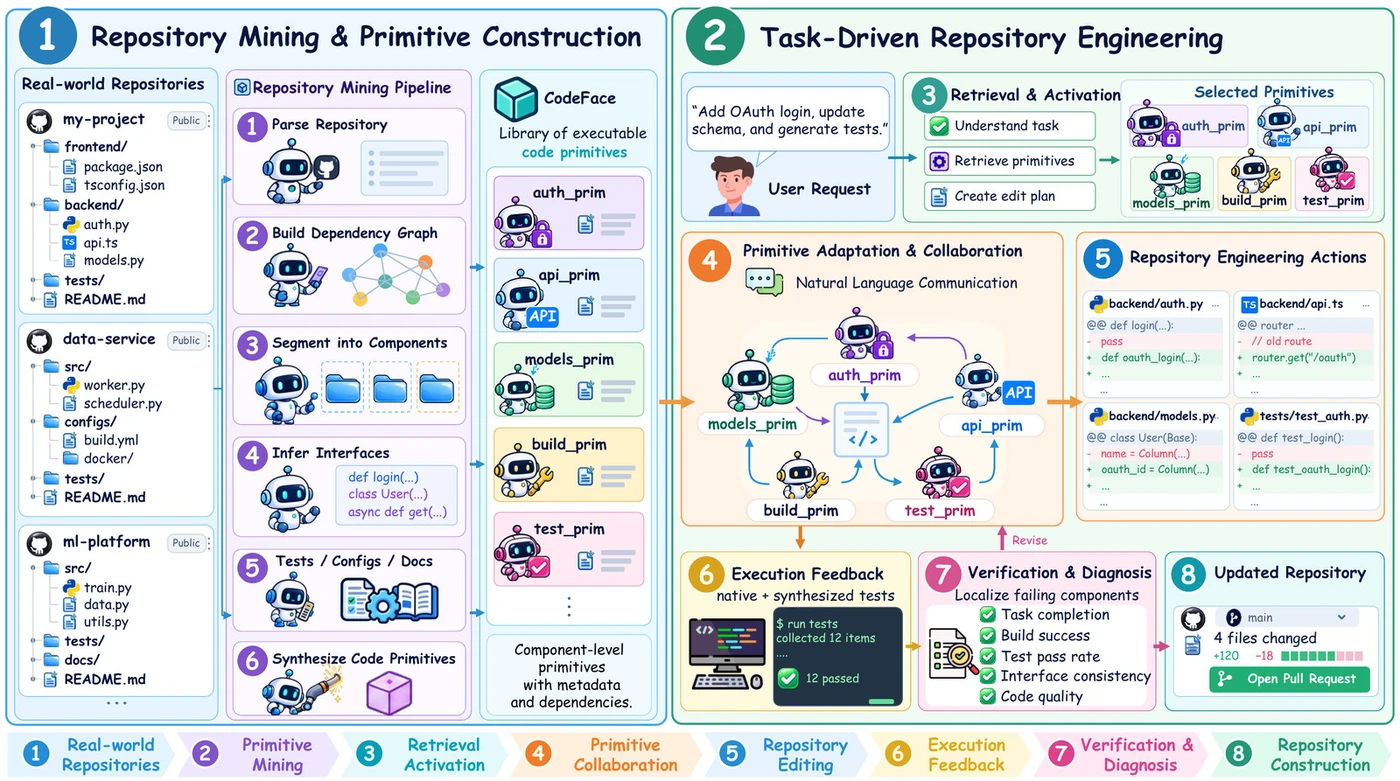 1 Repository Mining & Primitive Construction
Real-world Repositories
my-project Public
frontend/
package.json
tsconfig.json
backend/
auth.py
TS api.ts
models.py
tests/
README.md
data-service Public
src/
worker.py
scheduler.py
configs/
build.yml
docker/
tests/
README.md
ml-platform Public
src/
train.py
data.py
utils.py
tests/
docs/
README.md
...
Repository Mining Pipeline
1 Parse Repository
2 Build Dependency Graph
3 Segment into Components
4 Infer Interfaces
def login(...)
class User(...)
async def get(...)
5 Tests / Configs / Docs
6 Synthesize Code Primitives
CodeFace
Library of executable
code primitives
auth_prim
api_prim
API
models_prim
build_prim
test_prim
Component-level
primitives
with metadata
and dependencies.
2 Task-Driven Repository Engineering
“Add OAuth login, update
schema, and generate tests.”
User Request
3 Retrieval & Activation
Understand task
Retrieve primitives
Create edit plan
Selected Primitives
auth_prim
API
api_prim
models_prim
build_prim
test_prim
4 Primitive Adaptation & Collaboration
Natural Language Communication
auth_prim
models_prim
</>
API
api_prim
build_prim
test_prim
5 Repository Engineering Actions
backend/auth.py ...
@@ def login(...):
- pass
+ def oauth_login(...):
+ ...
...
TS backend/api.ts ...
@@ router ...
- // old route
+ router.get("/oauth")
+ ...
...
backend/models.py
@@ class User(Base):
- name = Column(...)
+ oauth_id = Column(...)
+ ...
...
tests/test_auth.py
@@ def test_login():
- pass
+ def test_oauth_login():
+ ...
...
Revise
6 Execution Feedback
native + synthesized tests
</>
$ run tests
collected 12 items
....
12 passed
7 Verification & Diagnosis
Localize failing components
Task completion
Build success
Test pass rate
Interface consistency
Code quality
8 Updated Repository
main
4 files changed
+120 -18
Open Pull Request
1 Real-world
Repositories
2 Primitive
Mining
3 Retrieval
Activation
4 Primitive
Collaboration
5 Repository
Editing
6 Execution
Feedback
7 Verification &
Diagnosis
8 Repository
Construction